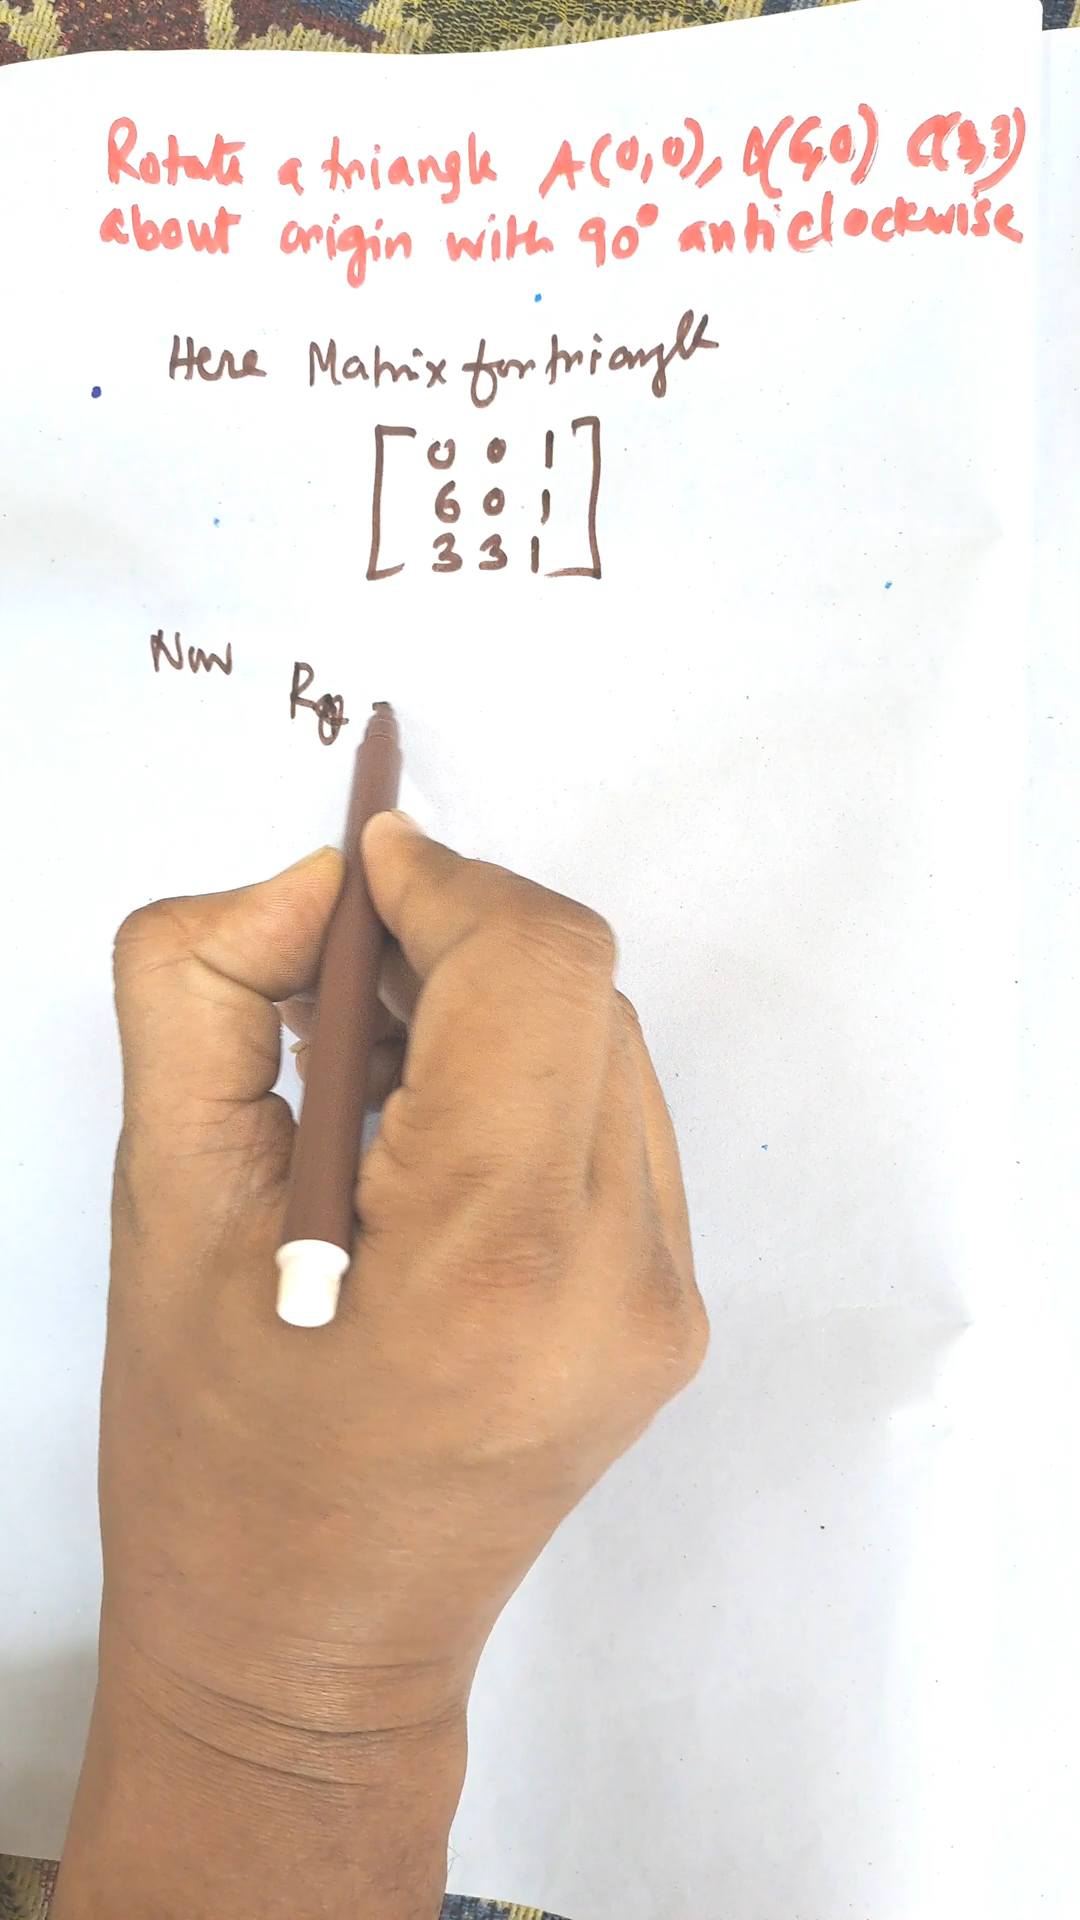 Rotate a triangle A(0,0), B(6,0) C(3,3)
about origin with 90° anticlockwise
Here Matrix for triangle
0 0 1
6 0 1
3 3 1
Now